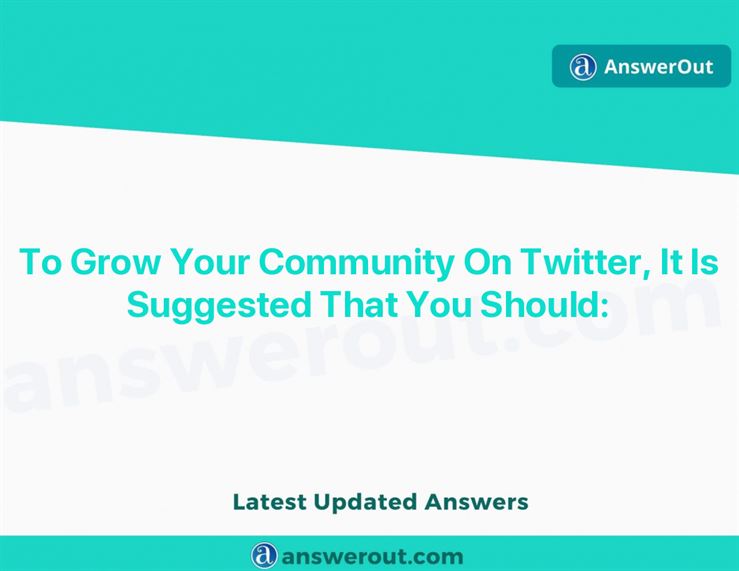 AnswerOut
To Grow Your Community On Twitter, It Is
Suggested That You Should:
answerout.com
Latest Updated Answers
answerout.com